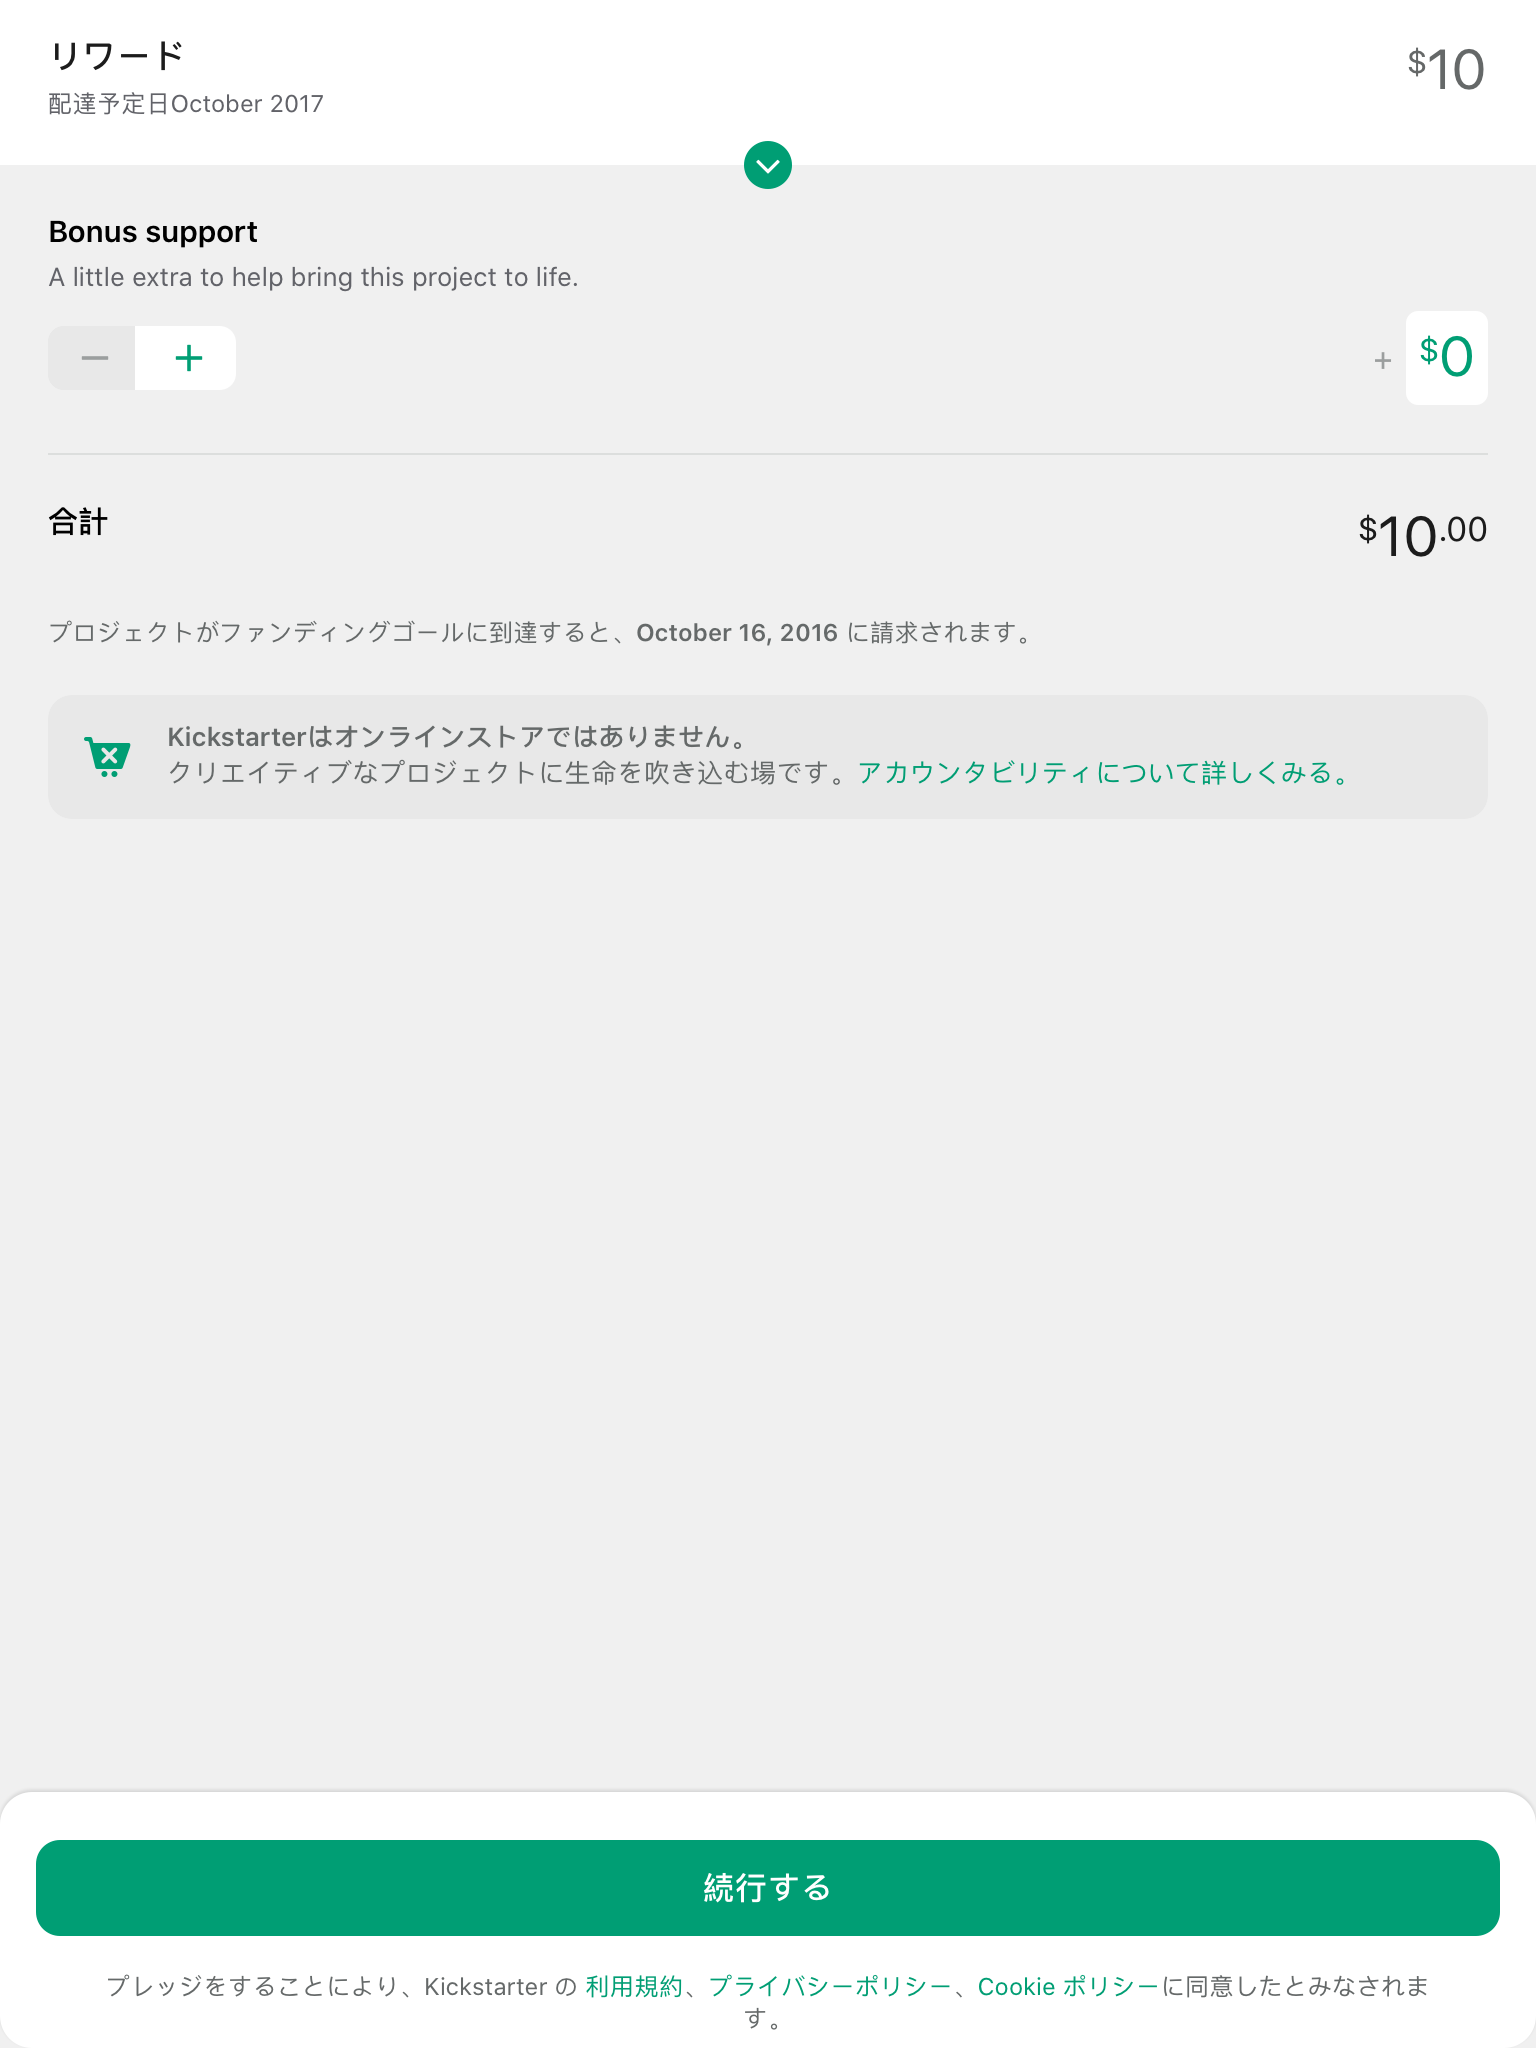 リワード
$10
配達予定日October 2017
Bonus support
A little extra to help bring this project to life.
+ $0
合計
$10.00
プロジェクトがファンディングゴールに到達すると、October 16, 2016 に請求されます。
Kickstarterはオンラインストアではありません。
クリエイティブなプロジェクトに生命を吹き込む場です。アカウンタビリティについて詳しくみる。
続行する
プレッジをすることにより、Kickstarter の 利用規約、プライバシーポリシー、Cookie ポリシーに同意したとみなされま
す。